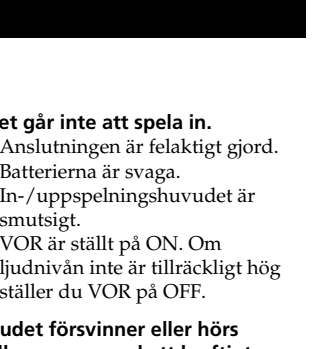 et går inte att spela in.
Anslutningen är felaktigt gjord.
Batterierna är svaga.
In-/uppspelningshuvudet är
smutsigt.
VOR är ställt på ON. Om
ljudnivån inte är tillräckligt hög
ställer du VOR på OFF.
udet försvinner eller hörs